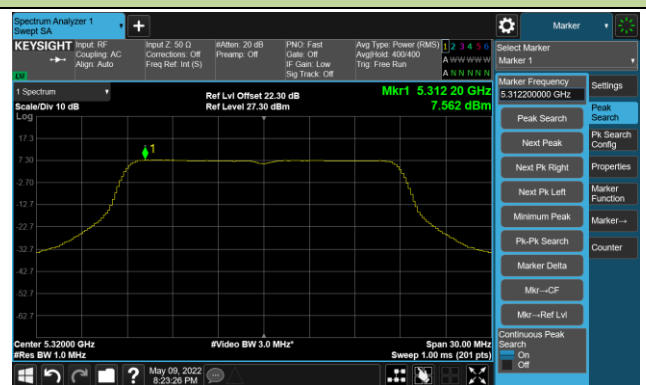 Spectrum Analyzer 1
Swept SA
Marker
KEYSIGHT
Input: RF
Coupling: AC
Align: Auto
Input Z: 50 Ω
Corrections: Off
Freq Ref: Int (S)
#Atten: 20 dB
Preamp: Off
PNO: Fast
Gate: Off
IF Gain: Low
Sig Track: Off
Avg Type: Power (RMS)
Avg|Hold: 400/400
Trig: Free Run
1 2 3 4 5 6
A W W W W W
A N N N N N
LV
Select Marker
Marker 1
1 Spectrum
Scale/Div 10 dB
Log
Ref Lvl Offset 22.30 dB
Ref Level 27.30 dBm
Mkr1 5.312 20 GHz
7.562 dBm
17.3
7.30
-2.70
-12.7
-22.7
-32.7
-42.7
-52.7
-62.7
1
Center 5.32000 GHz
#Res BW 1.0 MHz
#Video BW 3.0 MHz*
Span 30.00 MHz
Sweep 1.00 ms (201 pts)
Marker Frequency
5.312200000 GHz
Peak Search
Next Peak
Next Pk Right
Next Pk Left
Minimum Peak
Pk-Pk Search
Marker Delta
Mkr→CF
Mkr→Ref Lvl
Continuous Peak
Search
On
Off
Settings
Peak
Search
Pk Search
Config
Properties
Marker
Function
Marker→
Counter
May 09, 2022
8:23:26 PM